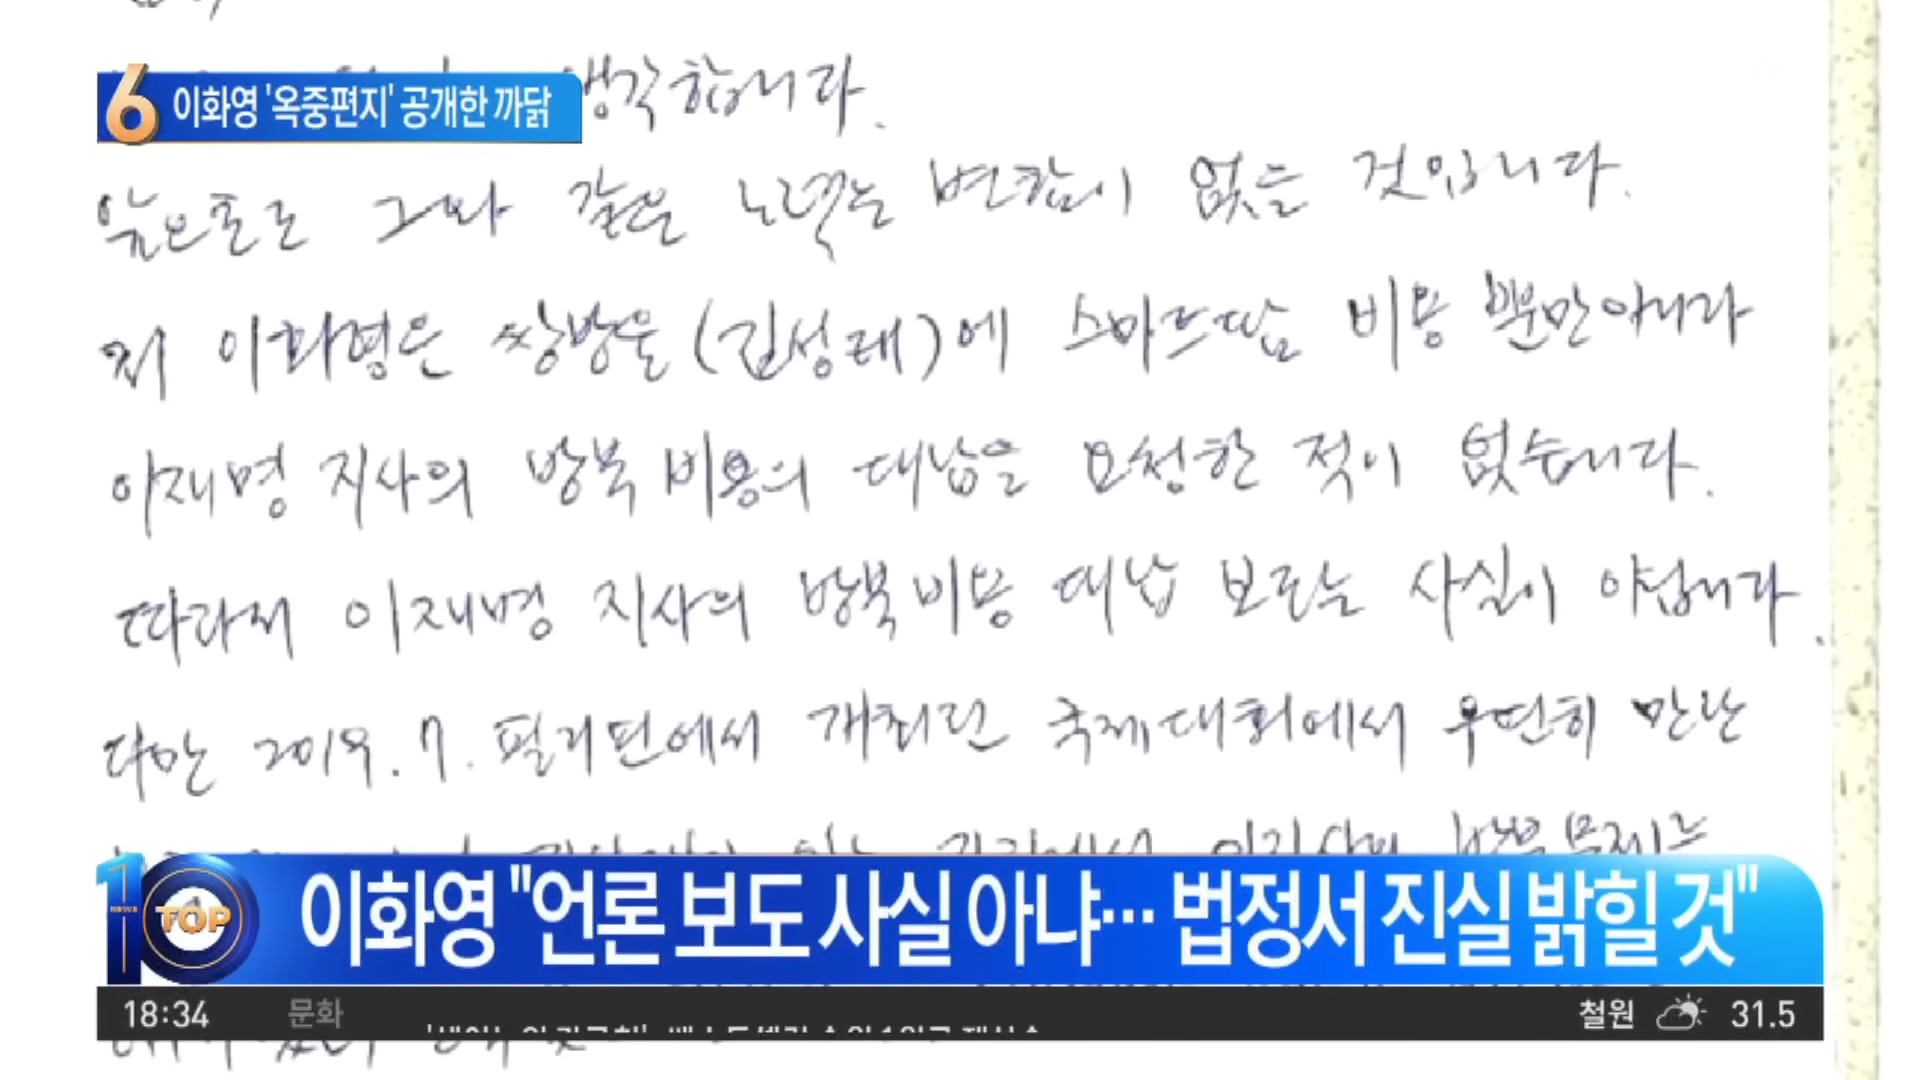 생각합니다.
6 이화영 '옥중편지' 공개한 까닭
앞으로도 그와 같은 노력은 변함이 없을 것입니다.
저 이화영은 쌍방울(김성태)에 스마트팜 비용 뿐만아니라
이재명 지사의 방북 비용의 대납을 요청한 적이 없습니다.
따라서 이재명 지사의 방북 비용 대납 보도는 사실이 아닙니다.
다만 2019.7. 필리핀에서 개최된 국제대회에서 우연히 만난
10 NEWS TOP 이화영 "언론 보도 사실 아냐… 법정서 진실 밝힐 것"
18:34 문화 철원 31.5